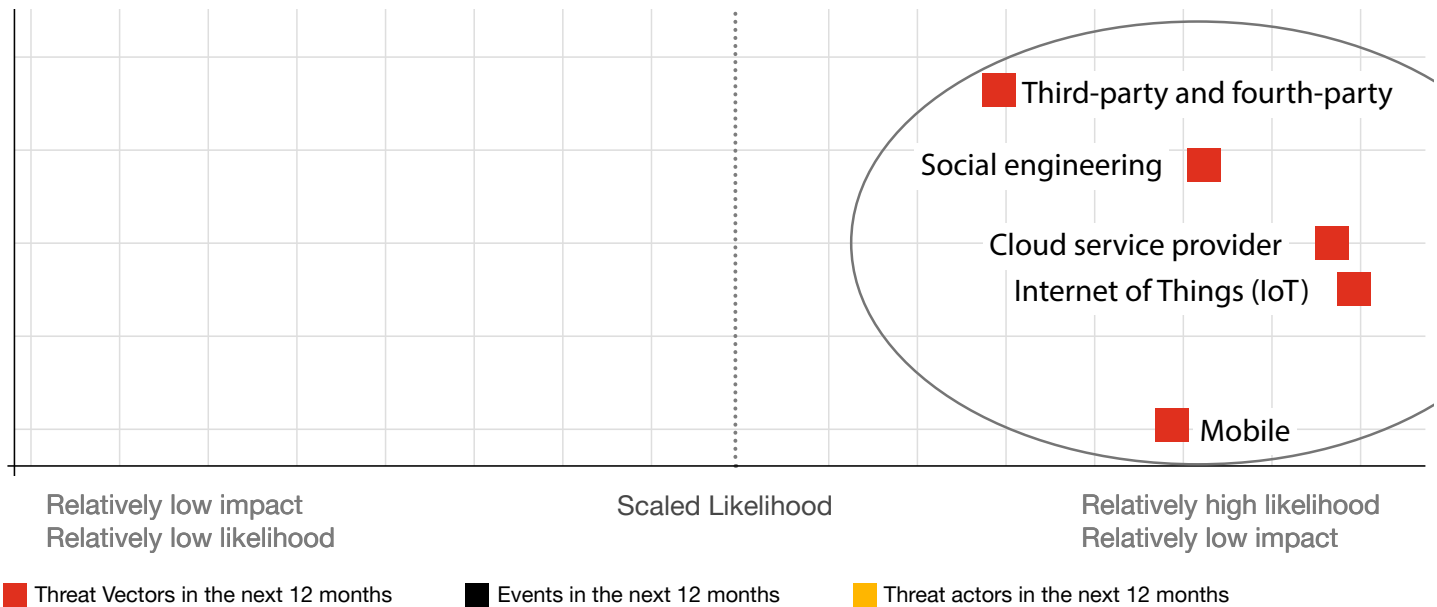 Third-party and fourth-party
Social engineering
Cloud service provider
Internet of Things (IoT)
Mobile
Relatively low impact
Relatively low likelihood
Scaled Likelihood
Relatively high likelihood
Relatively low impact
Threat Vectors in the next 12 months
Events in the next 12 months
Threat actors in the next 12 months